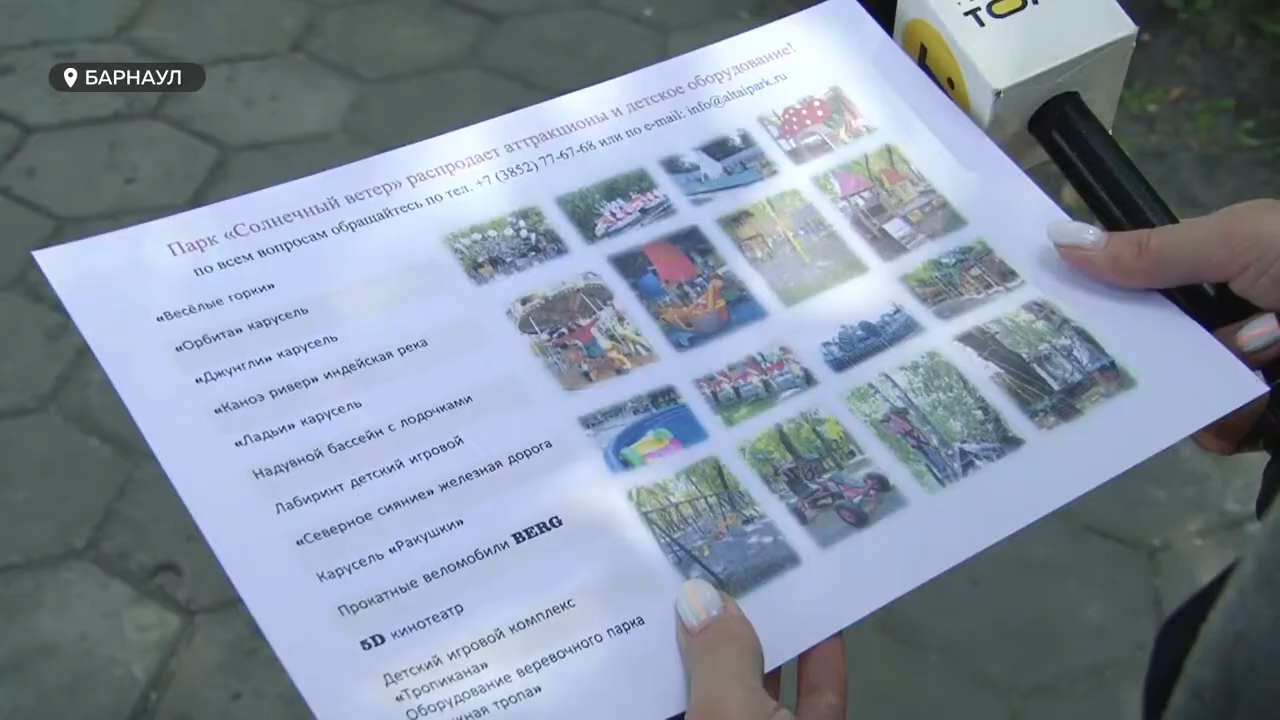 БАРНАУЛ
Парк «Солнечный ветер» распродает аттракционы и детское оборудование!
по всем вопросам обращайтесь по тел. +7 (3852) 77-67-68 или по e-mail: info@altaipark.ru
«Весёлые горки»
«Орбита» карусель
«Джунгли» карусель
«Каноэ ривер» индейская река
«Ладьи» карусель
Надувной бассейн с лодочками
Лабиринт детский игровой
«Северное сияние» железная дорога
Карусель «Ракушки»
Прокатные веломобили BERG
5D кинотеатр
Детский игровой комплекс
«Тропикана»
Оборудование веревочного парка
тропа»